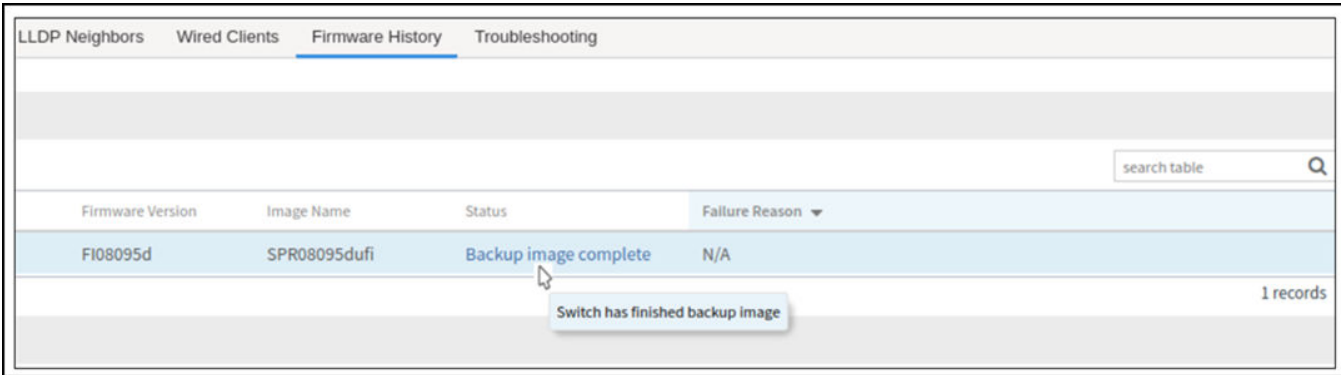 LLDP Neighbors Wired Clients Firmware History Troubleshooting
search table
Firmware Version Image Name Status Failure Reason
FI08095d SPR08095dufi Backup image complete N/A
1 records
Switch has finished backup image